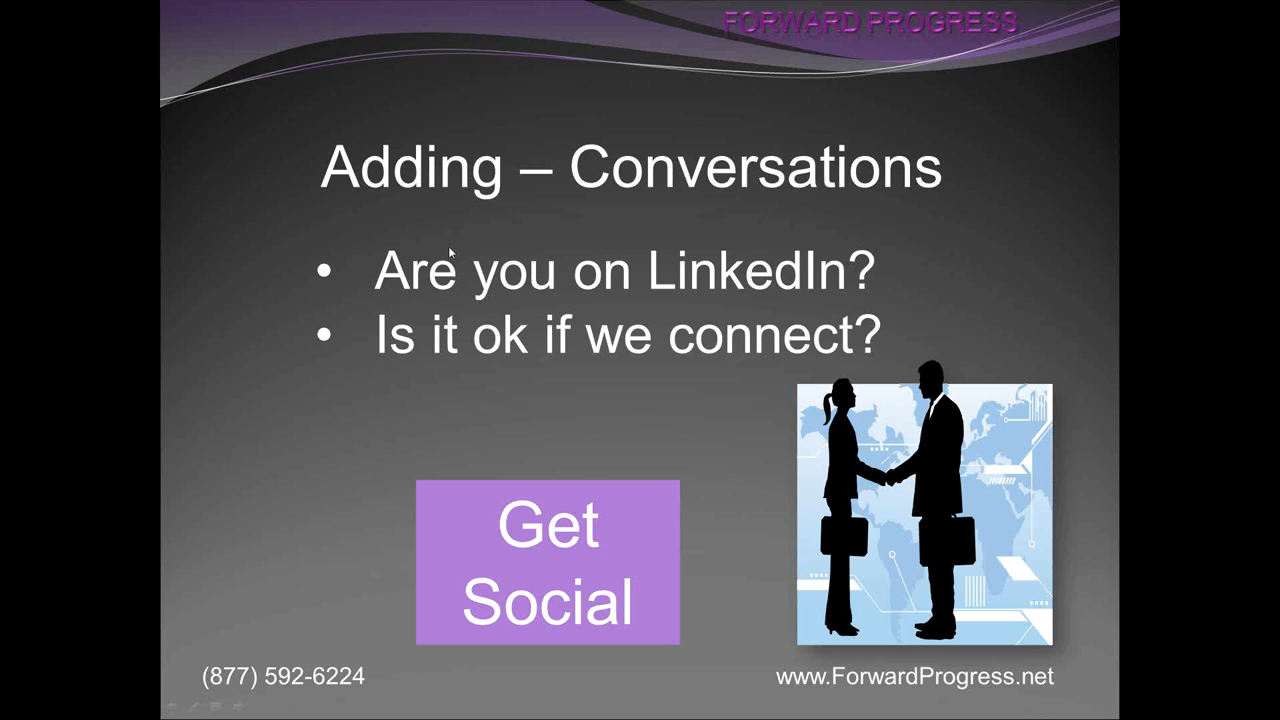 FORWARD PROGRESS
Adding – Conversations
• Are you on LinkedIn?
• Is it ok if we connect?
Get
Social
(877) 592-6224
www.ForwardProgress.net